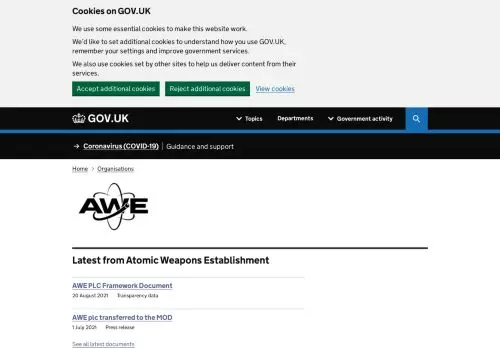 Cookies on GOV.UK
We use some essential cookies to make this website work.
We'd like to set additional cookies to understand how you use GOV.UK,
remember your settings and improve government services.
We also use cookies set by other sites to help us deliver content from their
services.
Accept additional cookies Reject additional cookies View cookies
GOV.UK Topics Departments Government activity
→ Coronavirus (COVID-19) Guidance and support
Home > Organisations
AWE
Latest from Atomic Weapons Establishment
AWE PLC Framework Document
20 August 2021 Transparency data
AWE plc transferred to the MOD
1 July 2021 Press release
See all latest documents